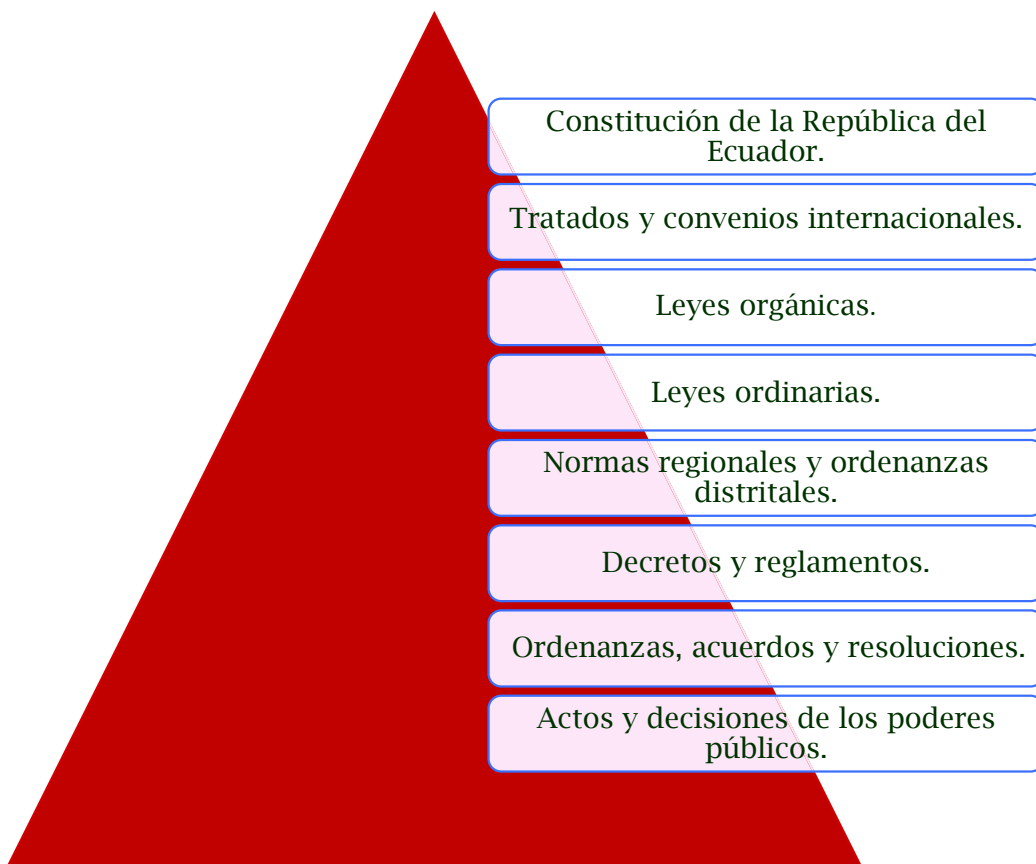 Constitución de la República del
Ecuador.
Tratados y convenios internacionales.
Leyes orgánicas.
Leyes ordinarias.
Normas regionales y ordenanzas
distritales.
Decretos y reglamentos.
Ordenanzas, acuerdos y resoluciones.
Actos y decisiones de los poderes
públicos.